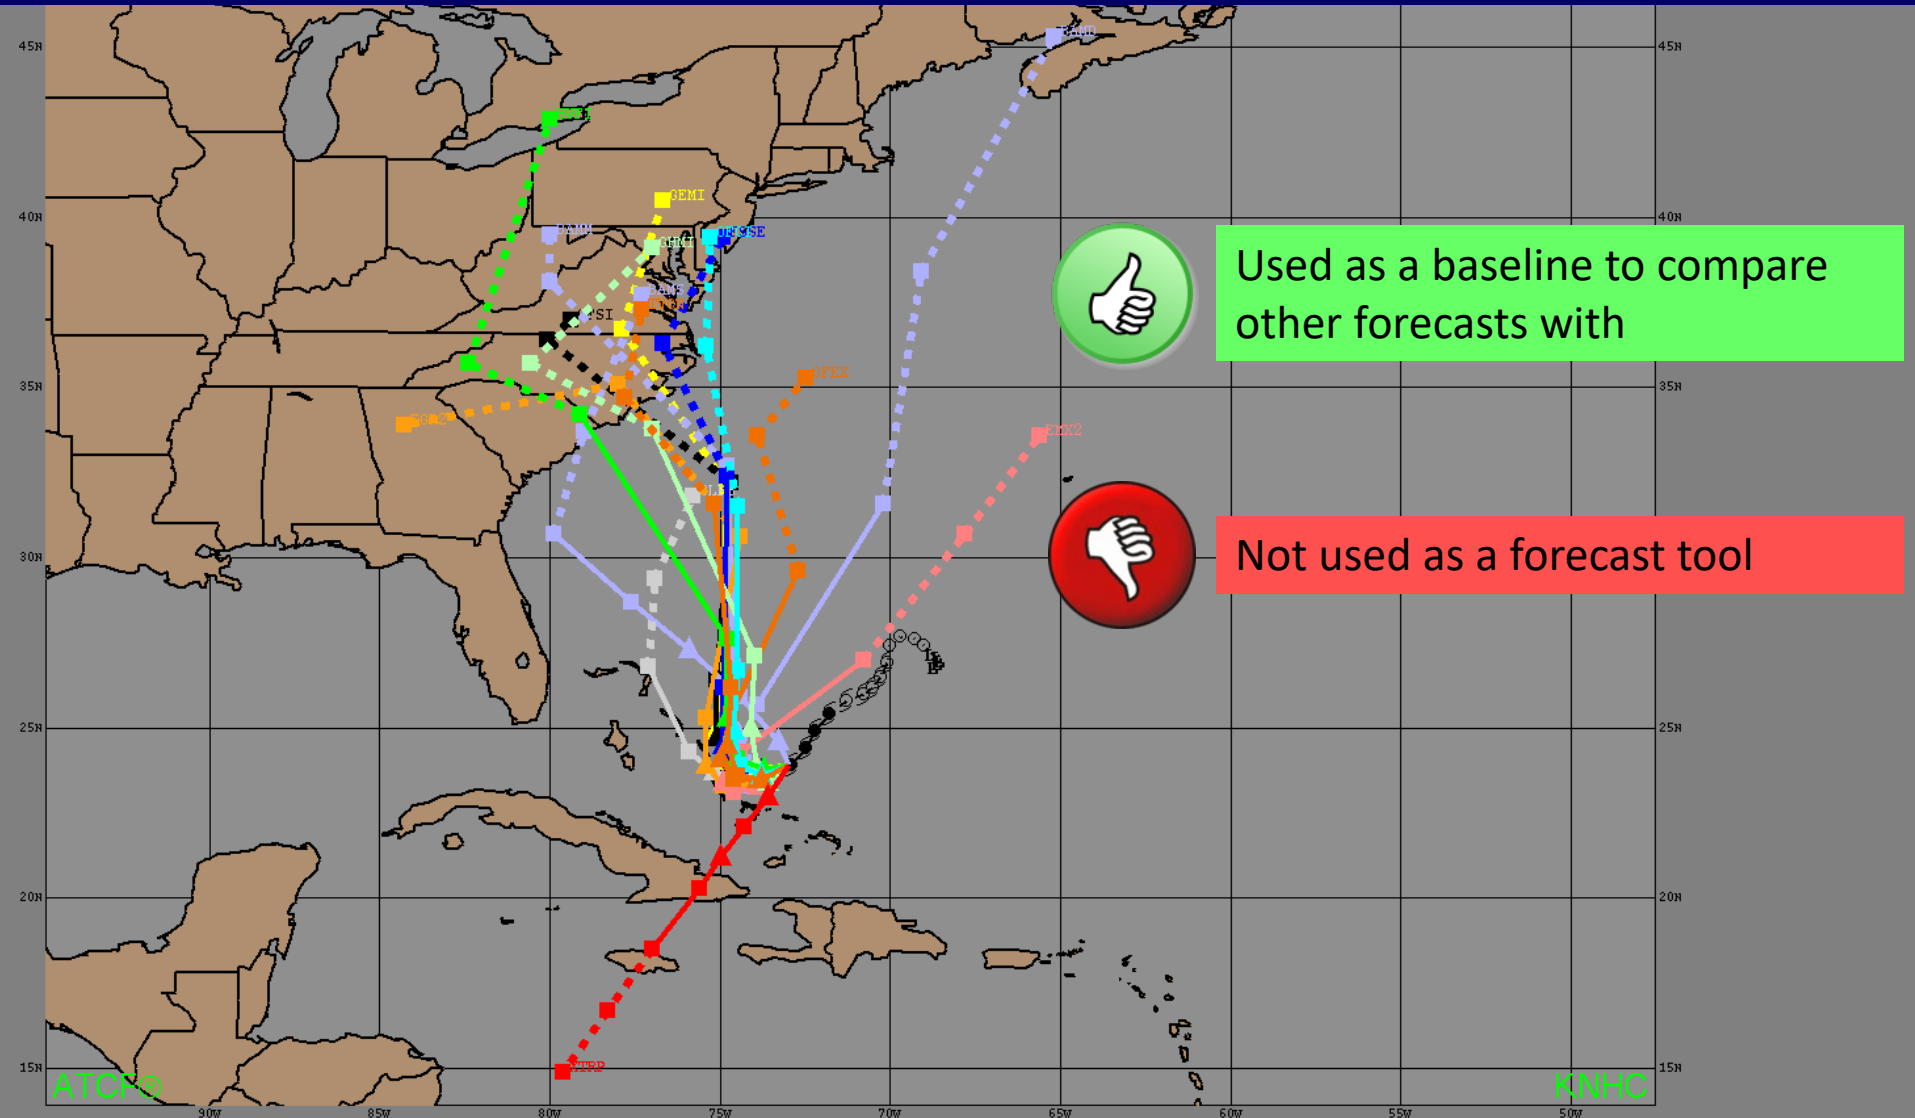 45N
45N
GEMI
40N
40N
GHMI
Used as a baseline to compare
other forecasts with
35N
35N
EMX2
30N
30N
Not used as a forecast tool
25N
25N
20N
20N
15N
15N
ATCF®
KNHC
90W
85W
80W
75W
70W
65W
60W
55W
50W